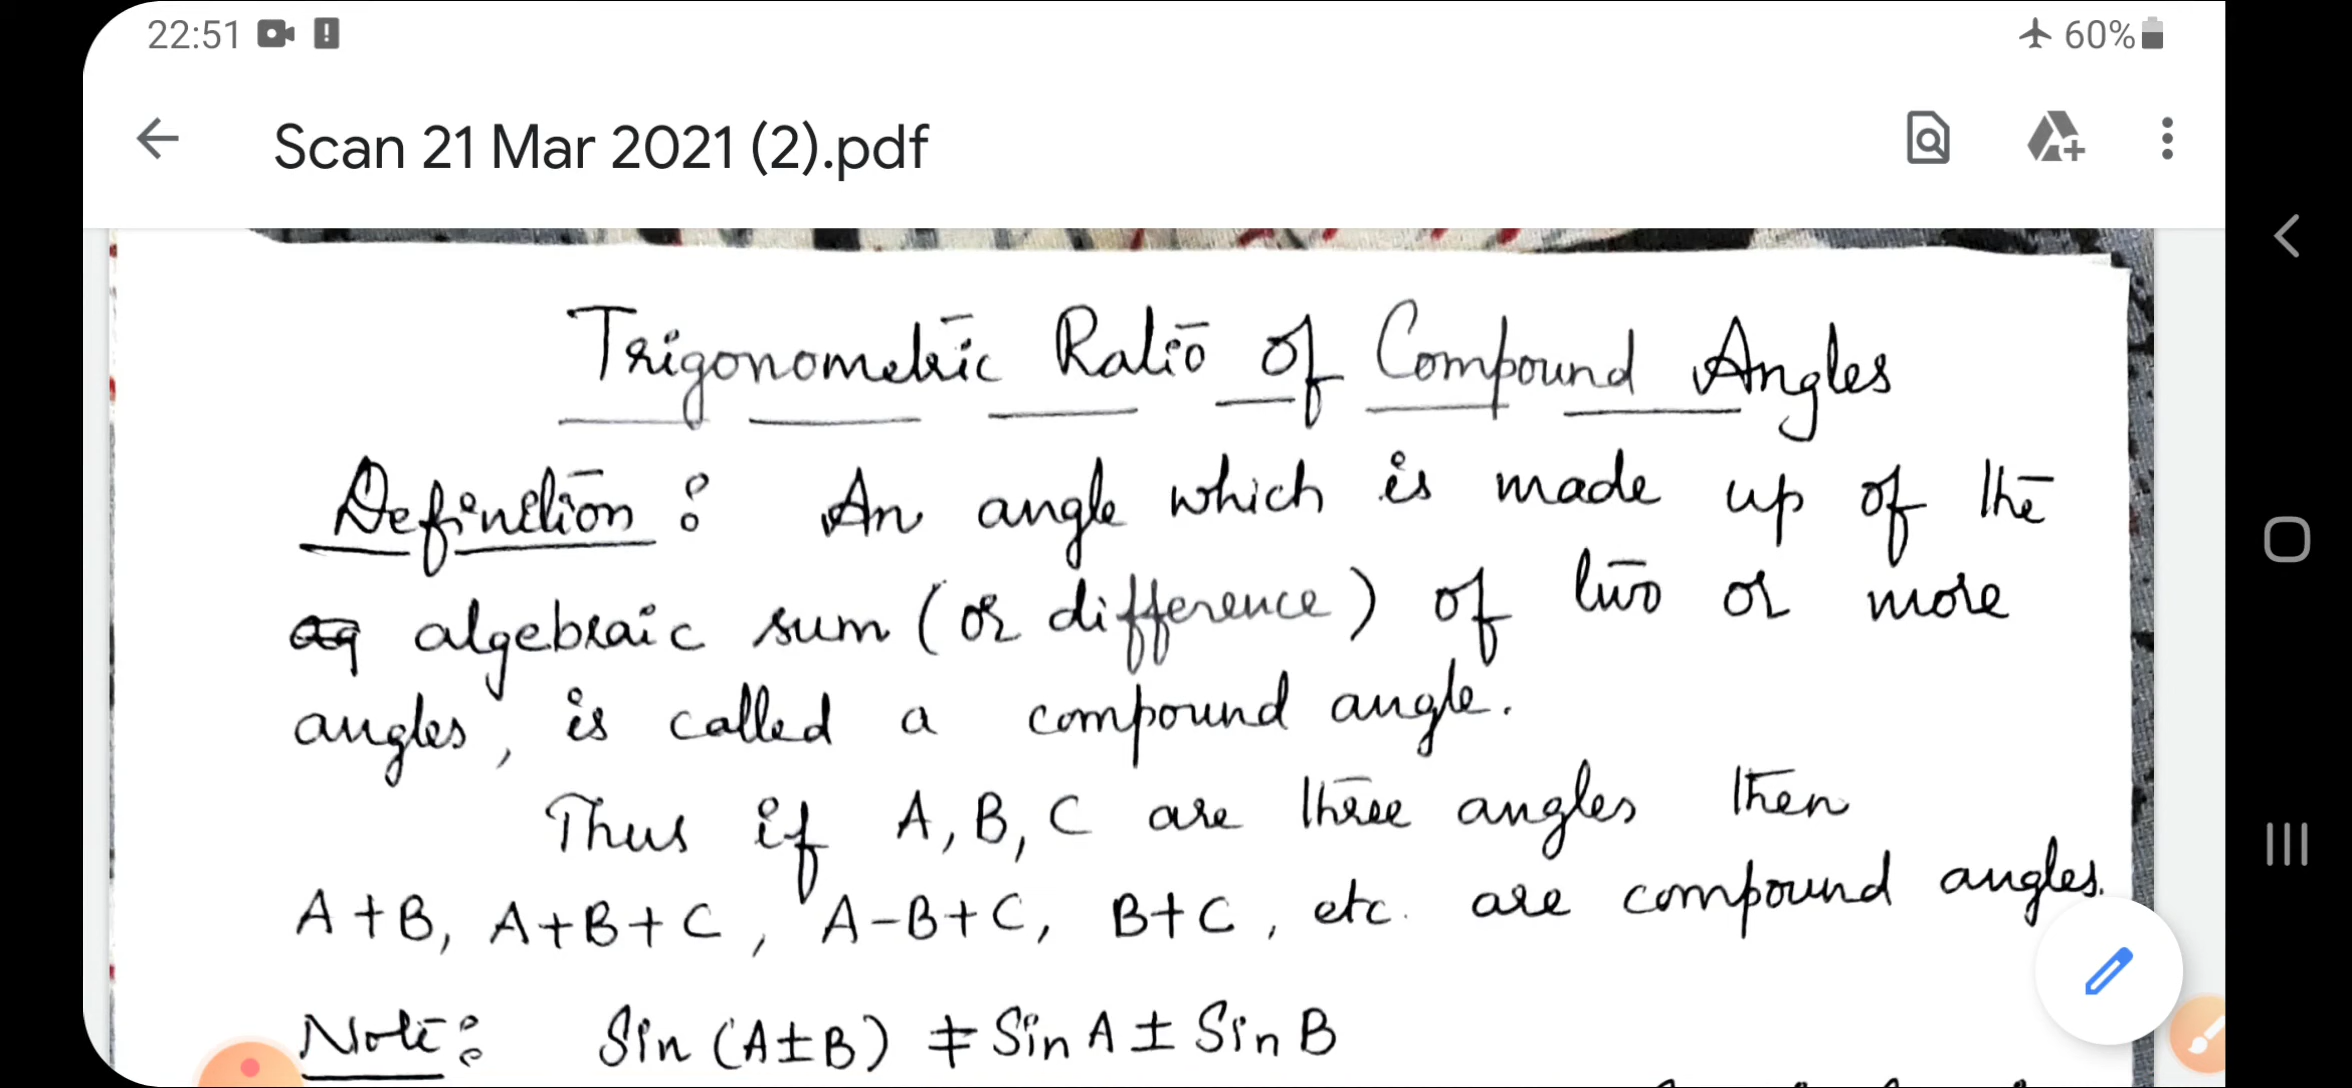 22:51
60%
Scan 21 Mar 2021 (2).pdf
Trigonometric Ratio of Compound Angles
Definition : An angle which is made up of the
algebraic sum (or difference) of two or more
angles, is called a compound angle.
Thus if A, B, C are three angles then
A+B, A+B+C, A-B+C, B+C, etc. are compound angles.
Note: Sin (A±B) ≠ Sin A ± Sin B